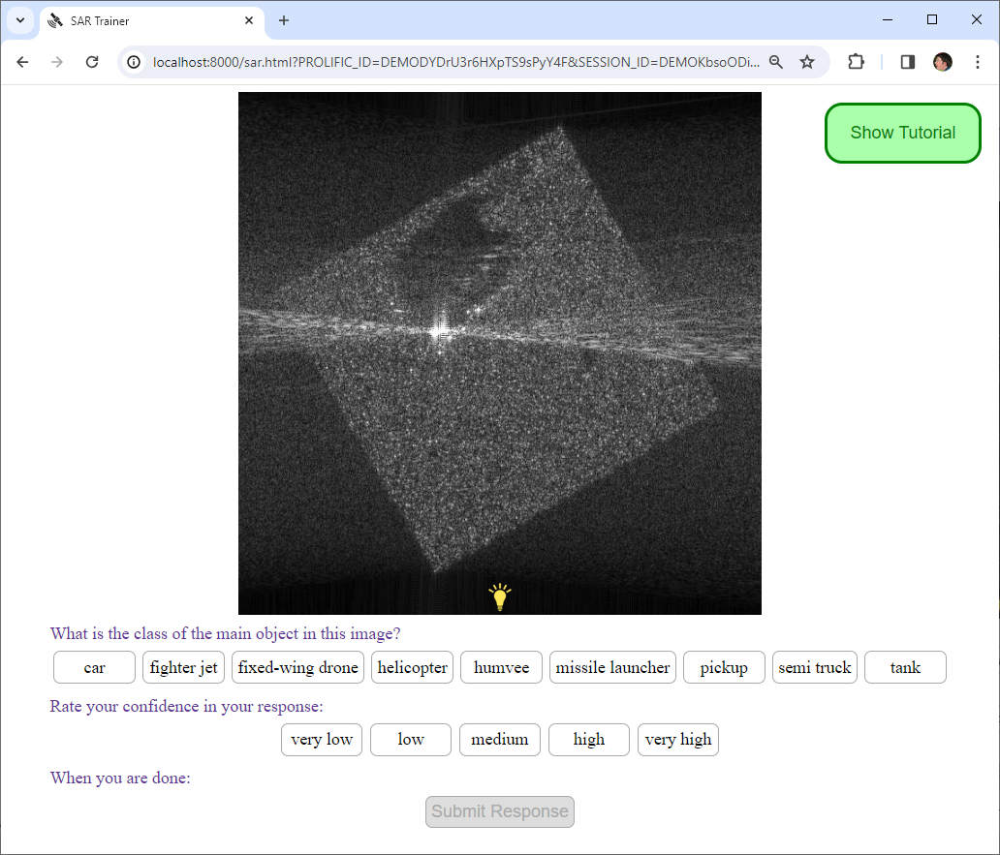 SAR Trainer
localhost:8000/sar.html?PROLIFIC_ID=DEMODYDrU3r6HXpTS9sPyY4F&SESSION_ID=DEMOKbsoODi...
Show Tutorial
What is the class of the main object in this image?
car fighter jet fixed-wing drone helicopter humvee missile launcher pickup semi truck tank
Rate your confidence in your response:
very low low medium high very high
When you are done:
Submit Response